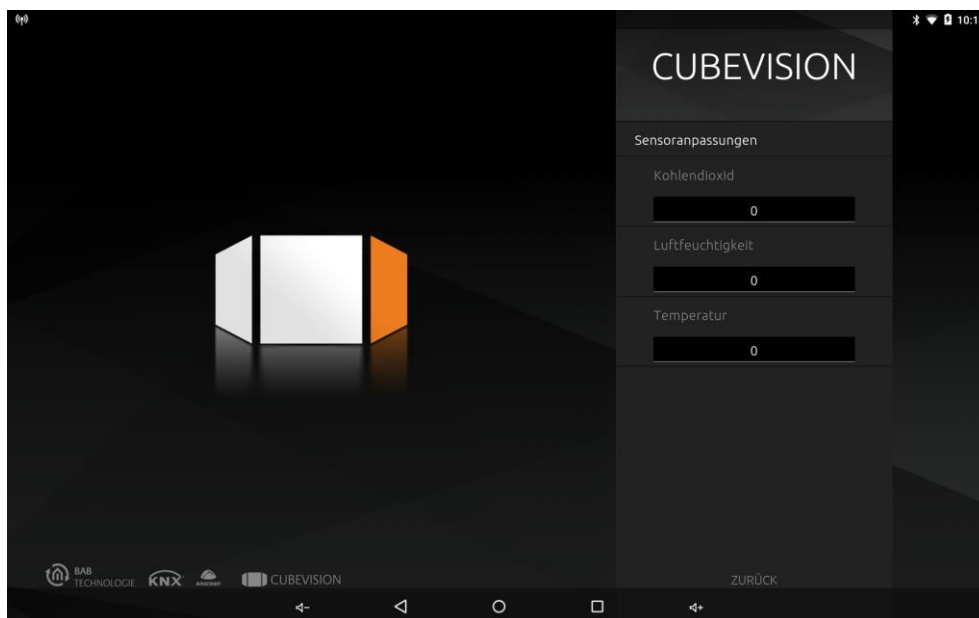 10:1
CUBEVISION
Sensoranpassungen
Kohlendioxid
0
Luftfeuchtigkeit
0
Temperatur
0
BAB
TECHNOLOGIE
KNX
CUBEVISION
ZURÜCK